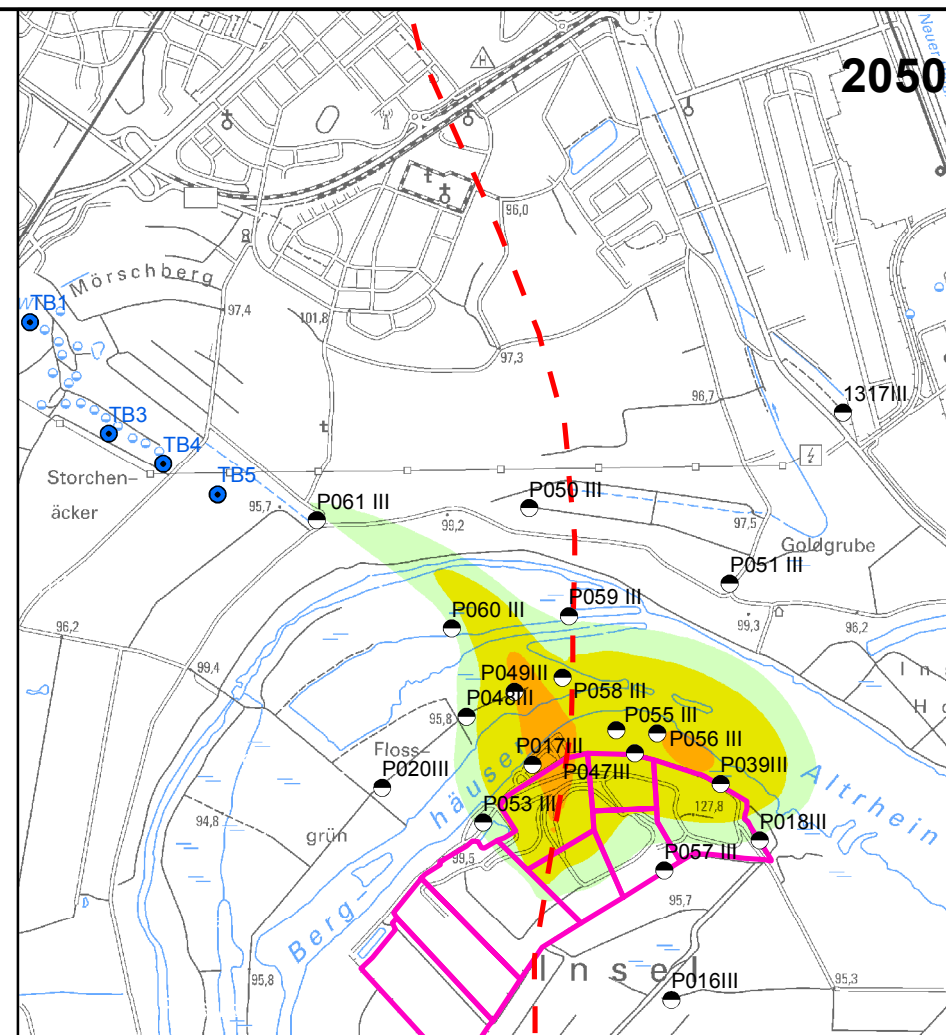 2050
Neuer
H
96,0
Mörschberg
W
TB1
97,4
101,8
97,3
96,7
1317III
TB3
TB4
TB5
Storchen-
äcker
95,7
P061 III
99,2
P050 III
97,5
Goldgrube
P051 III
96,2
99,4
P060 III
P059 III
99,3
96,2
Ins
Ho
P049III
P048III
P058 III
95,8
P055 III
P056 III
Floss-
P020III
P017III
P047III
P039III
127,8
Altrhein
94,8
grün
P053 III
P018III
99,5
P057 III
Berg-
häuser
95,7
95,8
Insel
P016III
95,3